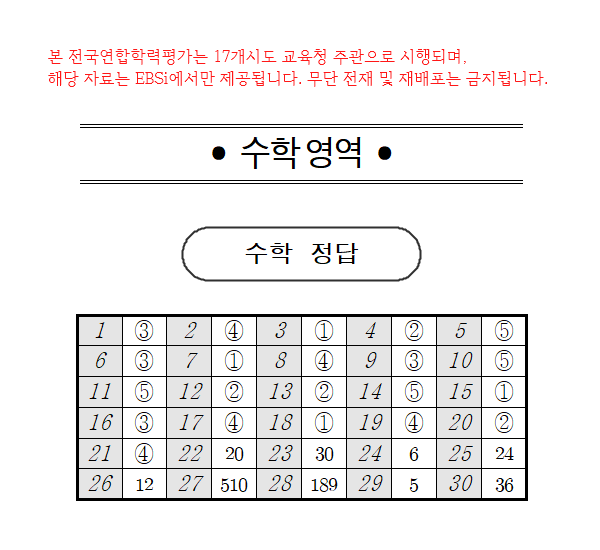 본 전국연합학력평가는 17개시도 교육청 주관으로 시행되며,
해당 자료는 EBSi에서만 제공됩니다. 무단 전재 및 재배포는 금지됩니다.
● 수학 영역 ●
수학 정답
1 ③ 2 ④ 3 ① 4 ② 5 ⑤
6 ③ 7 ① 8 ④ 9 ③ 10 ⑤
11 ⑤ 12 ② 13 ② 14 ⑤ 15 ①
16 ③ 17 ④ 18 ① 19 ④ 20 ②
21 ④ 22 20 23 30 24 6 25 24
26 12 27 510 28 189 29 5 30 36